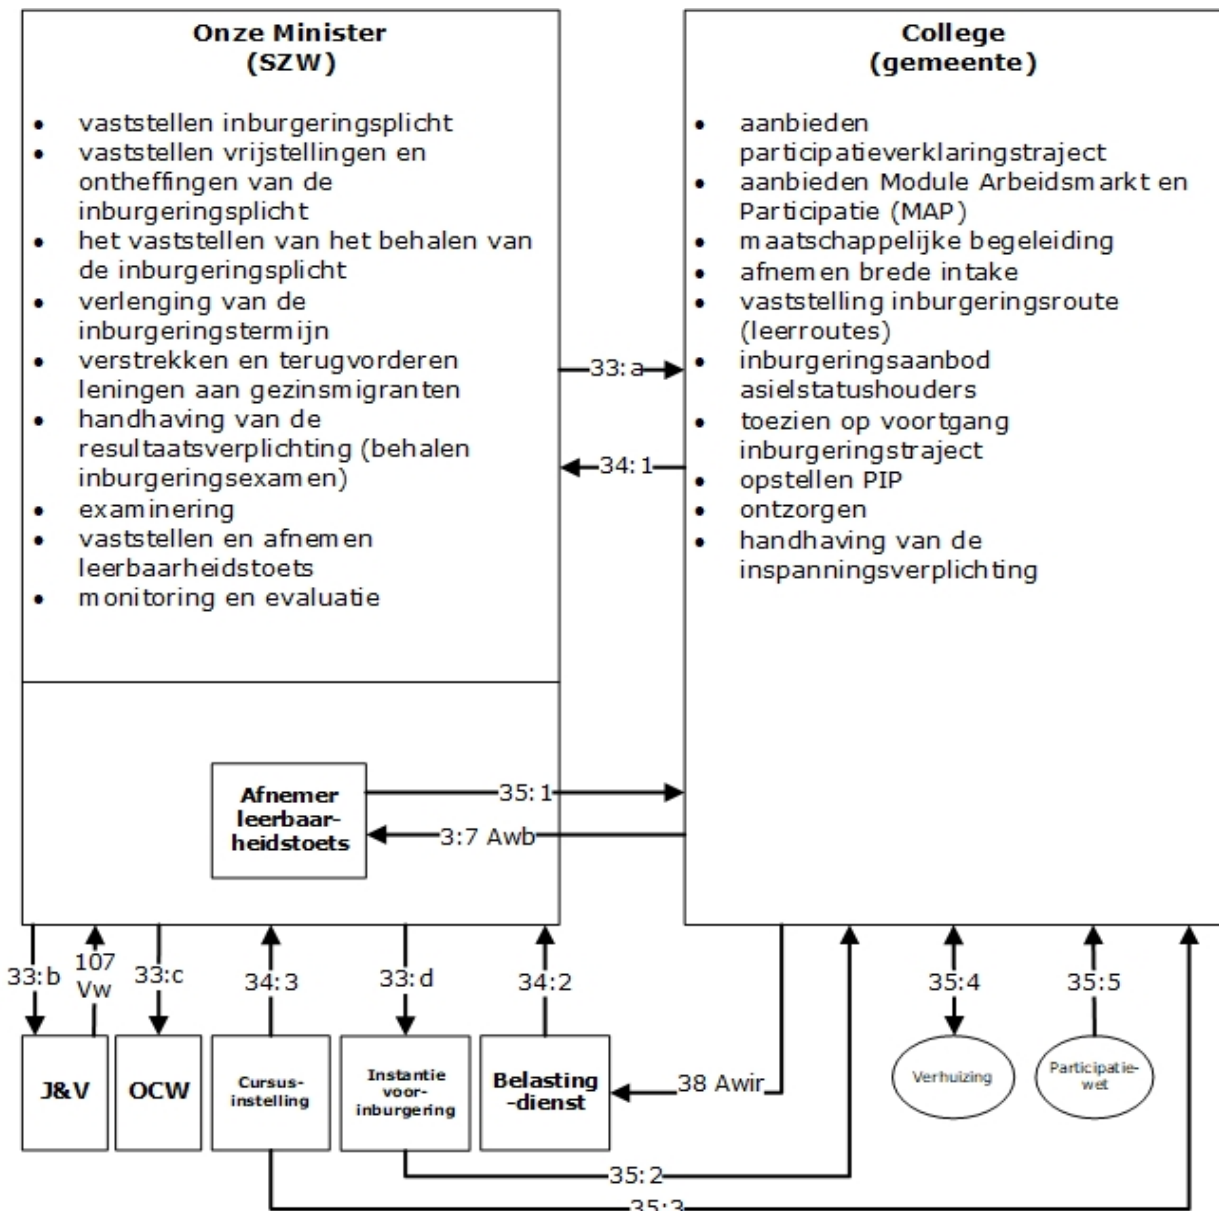 Onze Minister
(SZW)
• vaststellen inburgeringsplicht
• vaststellen vrijstellingen en
ontheffingen van de
inburgeringsplicht
• het vaststellen van het behalen van
de inburgeringsplicht
• verlenging van de
inburgeringstermijn
• verstrekken en terugvorderen
leningen aan gezinsmigranten
• handhaving van de
resultaatsverplichting (behalen
inburgeringsexamen)
• examinering
• vaststellen en afnemen
leerbaarheidstoets
• monitoring en evaluatie
College
(gemeente)
• aanbieden
participatieverklaringstraject
• aanbieden Module Arbeidsmarkt en
Participatie (MAP)
• maatschappelijke begeleiding
• afnemen brede intake
• vaststelling inburgeringsroute
(leerroutes)
• inburgeringsaanbod
asielstatushouders
• toezien op voortgang
inburgeringstraject
• opstellen PIP
• ontzorgen
• handhaving van de
inspanningsverplichting
33:a
34:1
Afnemer
leerbaar-
heidstoets
35:1
3:7 Awb
33:b
107
Vw
33:c
34:3
33:d
34:2
35:4
35:5
J&V
OCW
Cursus-
instelling
Instantie
voor-
inburgering
Belasting
-dienst
38 Awir
Verhuizing
Participatie-
wet
35:2
35:3